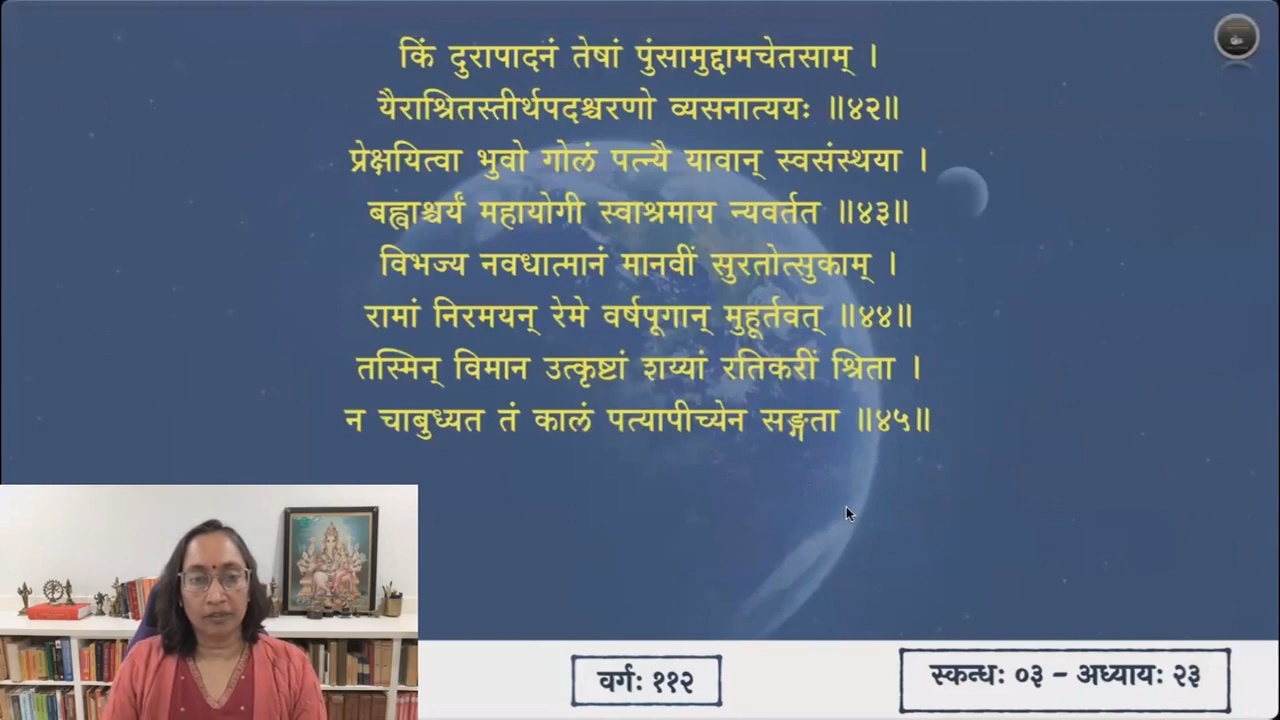 किं दुरापादनं तेषां पुंसामुद्दामचेतसाम् ।
यैराश्रितस्तीर्थपदश्चरणो व्यसनात्ययः ॥४२॥
प्रेक्षयित्वा भुवो गोलं पत्न्यै यावान् स्वसंस्थया ।
बह्वाश्चर्यं महायोगी स्वाश्रमाय न्यवर्तत ॥४३॥
विभज्य नवधात्मानं मानवीं सुरतोत्सुकाम् ।
रामां निरमयन् रेमे वर्षपूगान् मुहूर्तवत् ॥४४॥
तस्मिन् विमान उत्कृष्टां शय्यां रतिकरीं श्रिता ।
न चाबुध्यत तं कालं पत्यापीच्येन सङ्गता ॥४५॥
वर्गः ११२
स्कन्धः ०३ - अध्यायः २३